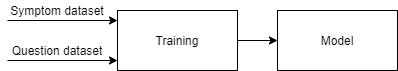 Symptom dataset
Question dataset
Training
Model